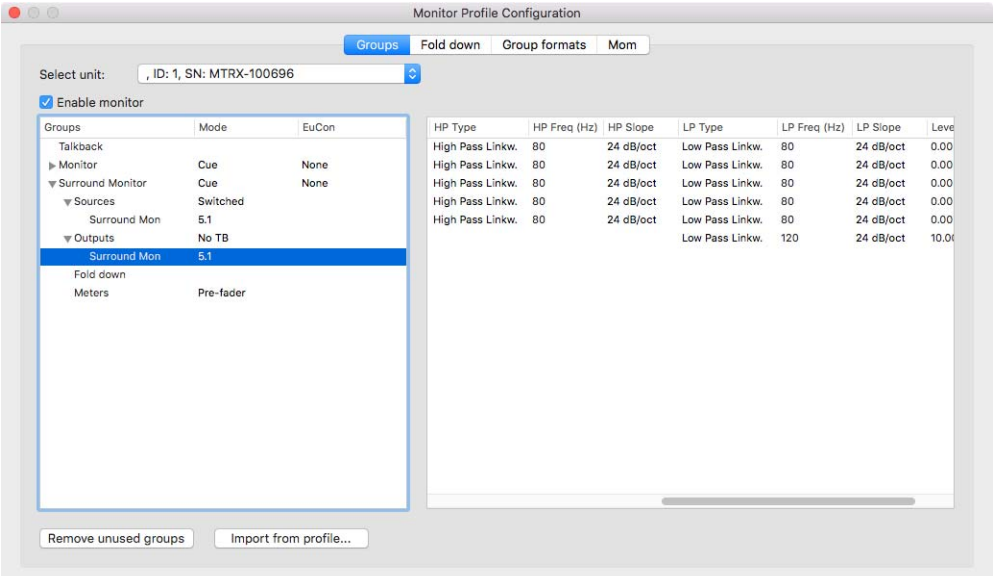 Monitor Profile Configuration
Groups Fold down Group formats Mom
Select unit: , ID: 1, SN: MTRX-100696
Enable monitor
Groups Mode EuCon
Talkback
Monitor Cue None
Surround Monitor Cue None
Sources Switched
Surround Mon 5.1
Outputs No TB
Surround Mon 5.1
Fold down
Meters Pre-fader
HP Type HP Freq (Hz) HP Slope LP Type LP Freq (Hz) LP Slope Leve
High Pass Linkw. 80 24 dB/oct Low Pass Linkw. 80 24 dB/oct 0.00
High Pass Linkw. 80 24 dB/oct Low Pass Linkw. 80 24 dB/oct 0.00
High Pass Linkw. 80 24 dB/oct Low Pass Linkw. 80 24 dB/oct 0.00
High Pass Linkw. 80 24 dB/oct Low Pass Linkw. 80 24 dB/oct 0.00
High Pass Linkw. 80 24 dB/oct Low Pass Linkw. 80 24 dB/oct 0.00
Low Pass Linkw. 120 24 dB/oct 10.00
Remove unused groups Import from profile...